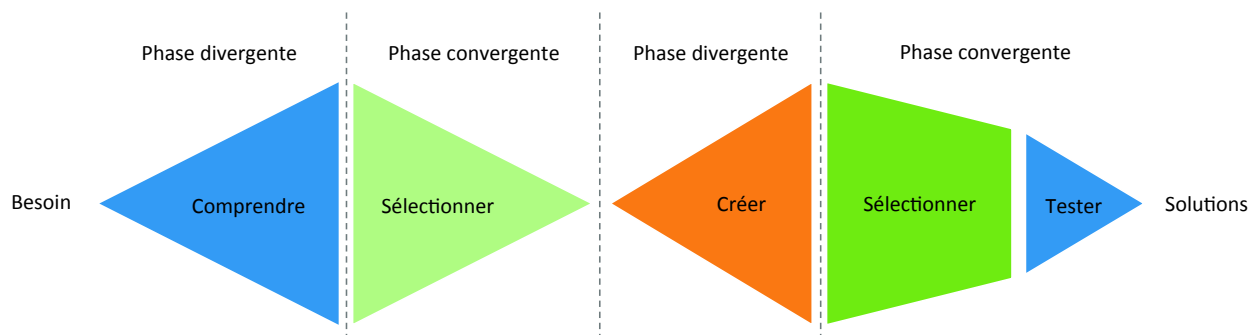 Phase divergente
Phase convergente
Phase divergente
Phase convergente
Besoin
Comprendre
Sélectionner
Créer
Sélectionner
Tester
Solutions